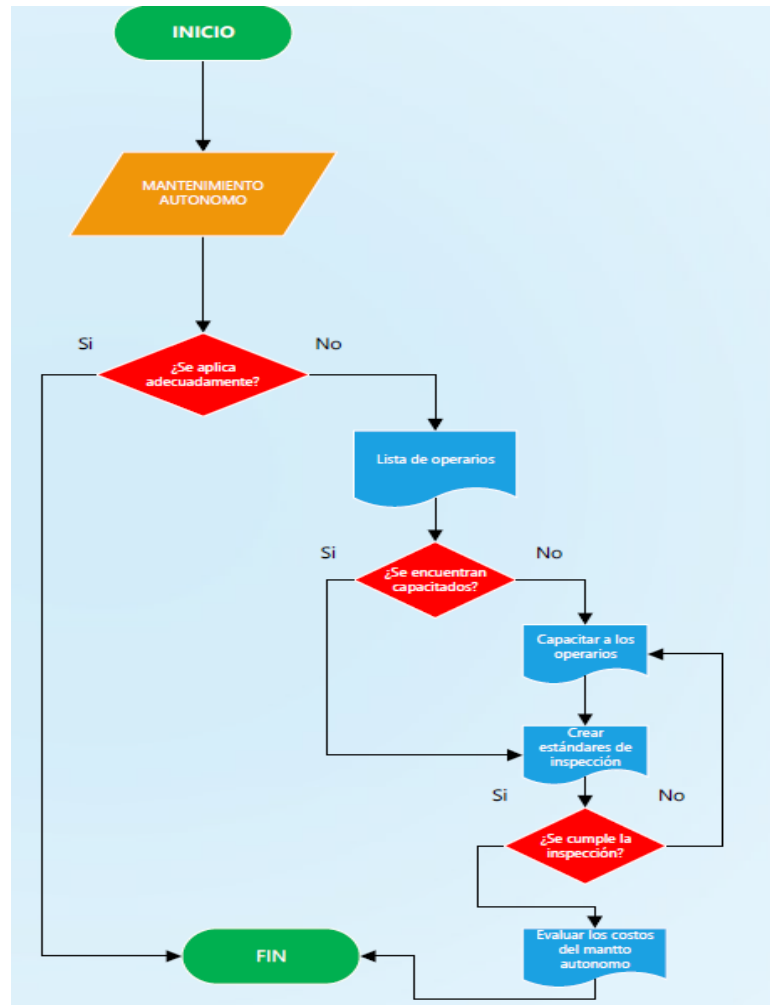 INICIO
MANTENIMIENTO
AUTONOMO
Si
No
¿Se aplica
adecuadamente?
Lista de operarios
Si
No
¿Se encuentran
capacitados?
Capacitar a los
operarios
Crear
estándares de
inspección
Si
No
¿Se cumple la
inspección?
Evaluar los costos
del mantto
autonomo
FIN